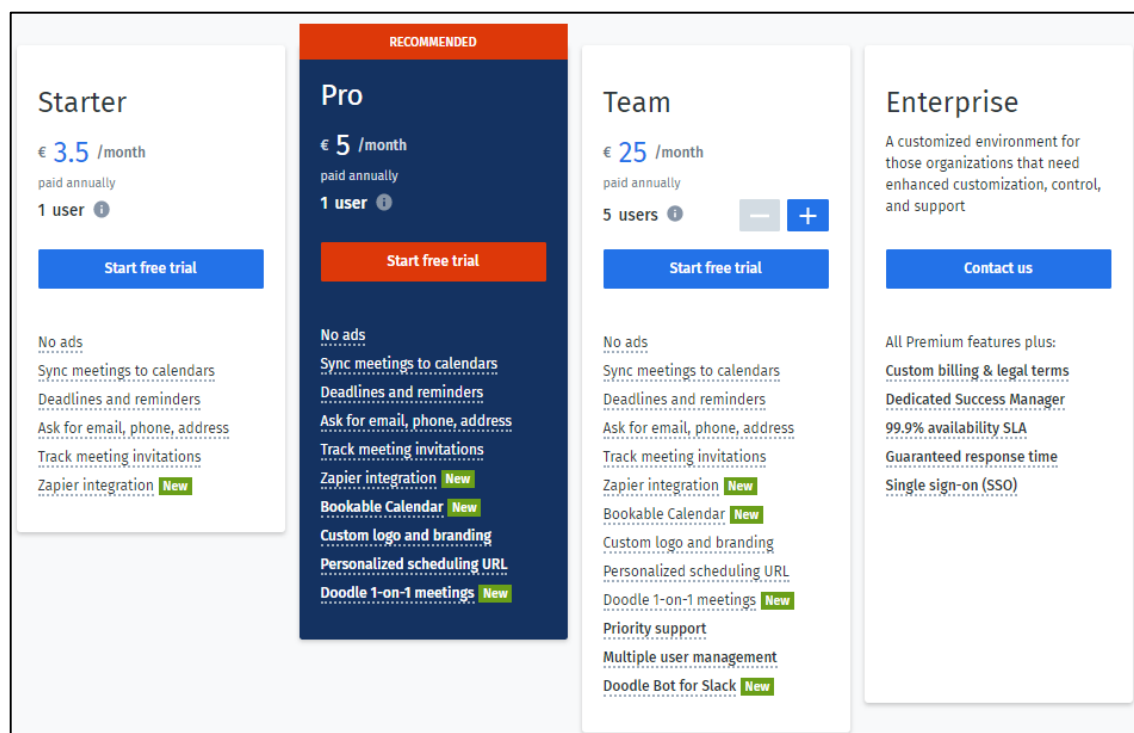 Starter
€ 3.5 /month
paid annually
1 user
Start free trial
No ads
Sync meetings to calendars
Deadlines and reminders
Ask for email, phone, address
Track meeting invitations
Zapier integration New
RECOMMENDED
Pro
€ 5 /month
paid annually
1 user
Start free trial
No ads
Sync meetings to calendars
Deadlines and reminders
Ask for email, phone, address
Track meeting invitations
Zapier integration New
Bookable Calendar New
Custom logo and branding
Personalized scheduling URL
Doodle 1-on-1 meetings New
Team
€ 25 /month
paid annually
5 users
Start free trial
No ads
Sync meetings to calendars
Deadlines and reminders
Ask for email, phone, address
Track meeting invitations
Zapier integration New
Bookable Calendar New
Custom logo and branding
Personalized scheduling URL
Doodle 1-on-1 meetings New
Priority support
Multiple user management
Doodle Bot for Slack New
Enterprise
A customized environment for
those organizations that need
enhanced customization, control,
and support
Contact us
All Premium features plus:
Custom billing & legal terms
Dedicated Success Manager
99.9% availability SLA
Guaranteed response time
Single sign-on (SSO)